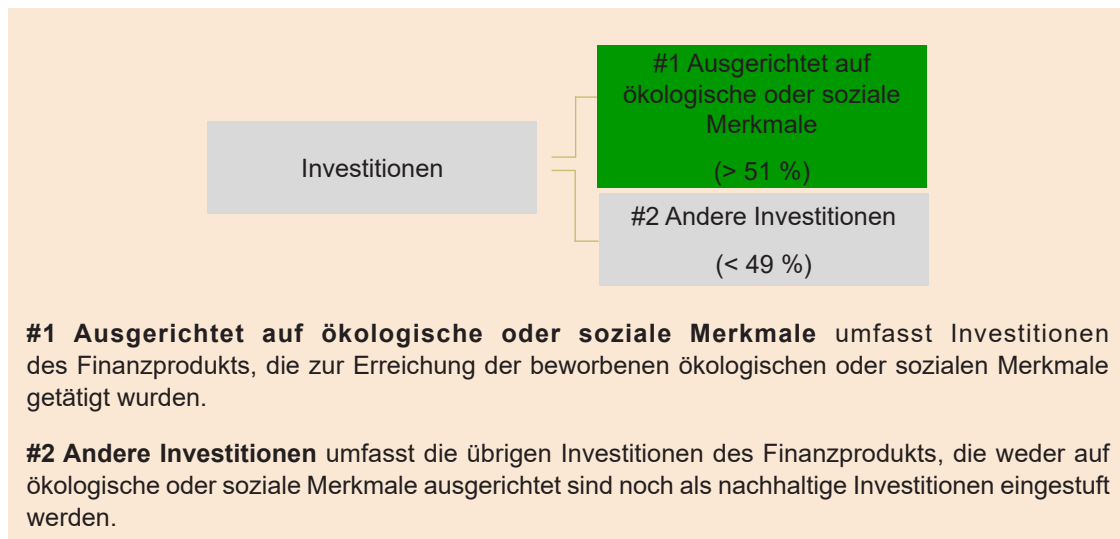 #1 Ausgerichtet auf
ökologische oder soziale
Merkmale
(> 51 %)
Investitionen
#2 Andere Investitionen
(< 49 %)
#1 Ausgerichtet auf ökologische oder soziale Merkmale umfasst Investitionen
des Finanzprodukts, die zur Erreichung der beworbenen ökologischen oder sozialen Merkmale
getätigt wurden.
#2 Andere Investitionen umfasst die übrigen Investitionen des Finanzprodukts, die weder auf
ökologische oder soziale Merkmale ausgerichtet sind noch als nachhaltige Investitionen eingestuft
werden.